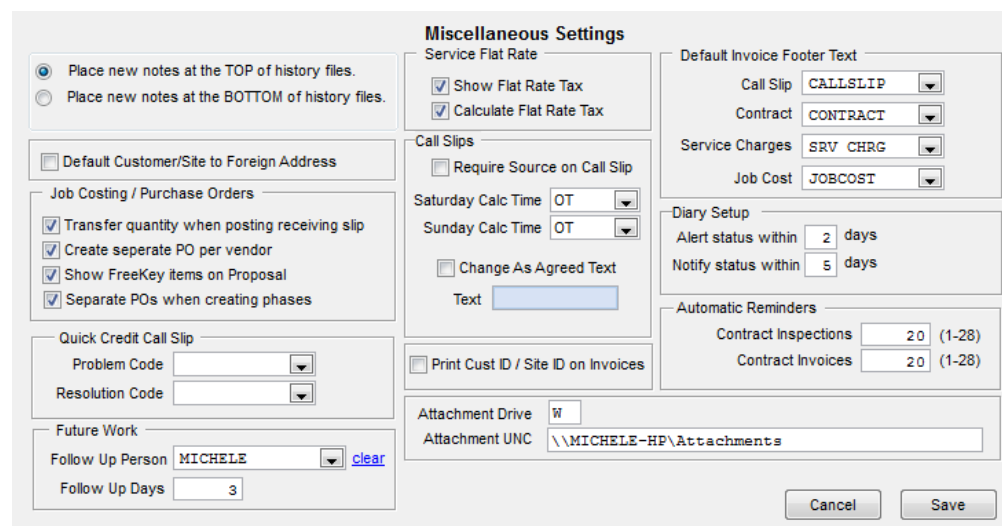 Miscellaneous Settings
Place new notes at the TOP of history files.
Place new notes at the BOTTOM of history files.
Default Customer/Site to Foreign Address
Job Costing / Purchase Orders
Transfer quantity when posting receiving slip
Create seperate PO per vendor
Show FreeKey items on Proposal
Separate POs when creating phases
Quick Credit Call Slip
Problem Code
Resolution Code
Future Work
Follow Up Person MICHELE clear
Follow Up Days 3
Service Flat Rate
Show Flat Rate Tax
Calculate Flat Rate Tax
Call Slips
Require Source on Call Slip
Saturday Calc Time OT
Sunday Calc Time OT
Change As Agreed Text
Text
Print Cust ID / Site ID on Invoices
Default Invoice Footer Text
Call Slip CALLSLIP
Contract CONTRACT
Service Charges SRV CHRG
Job Cost JOBCOST
Diary Setup
Alert status within 2 days
Notify status within 5 days
Automatic Reminders
Contract Inspections 20 (1-28)
Contract Invoices 20 (1-28)
Attachment Drive W
Attachment UNC \\MICHELE-HP\Attachments
Cancel Save